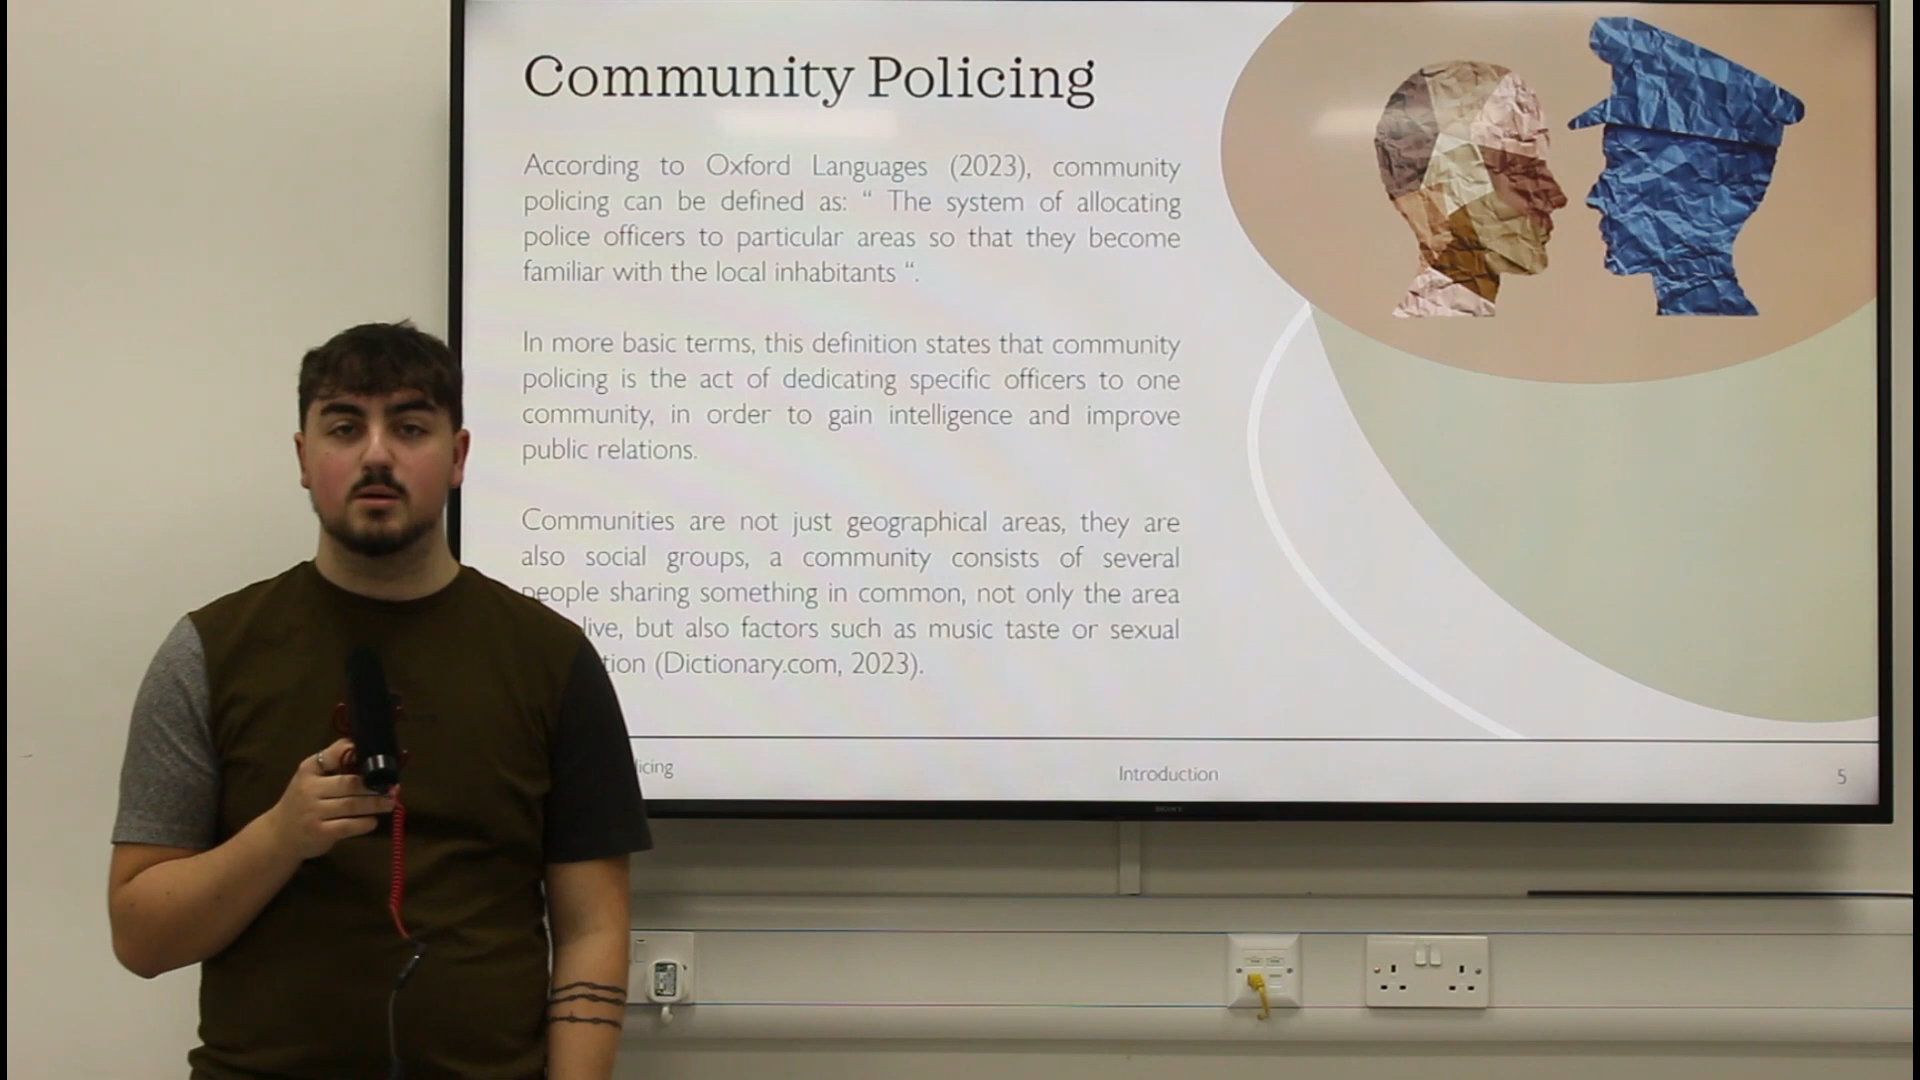 Community Policing
According to Oxford Languages (2023), community
policing can be defined as: “ The system of allocating
police officers to particular areas so that they become
familiar with the local inhabitants “.
In more basic terms, this definition states that community
policing is the act of dedicating specific officers to one
community, in order to gain intelligence and improve
public relations.
Communities are not just geographical areas, they are
also social groups, a community consists of several
people sharing something in common, not only the area
live, but also factors such as music taste or sexual
tion (Dictionary.com, 2023).
icing
Introduction
5
SONY